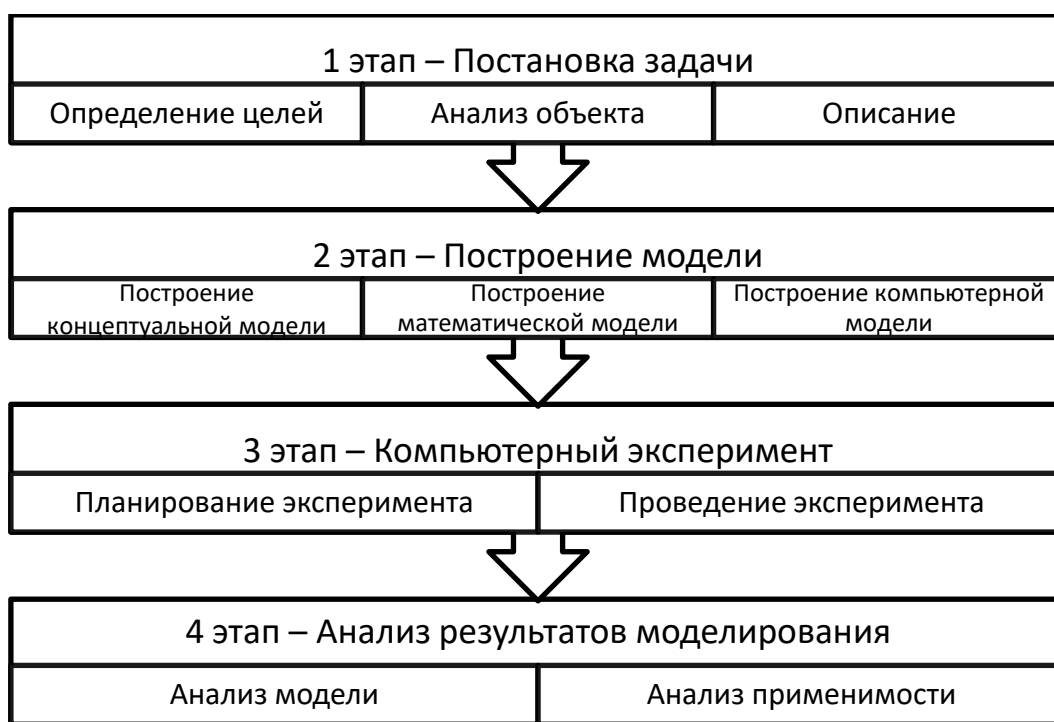 1 этап – Постановка задачи
Определение целей
Анализ объекта
Описание
2 этап – Построение модели
Построение
концептуальной модели
Построение
математической модели
Построение компьютерной
модели
3 этап – Компьютерный эксперимент
Планирование эксперимента
Проведение эксперимента
4 этап – Анализ результатов моделирования
Анализ модели
Анализ применимости